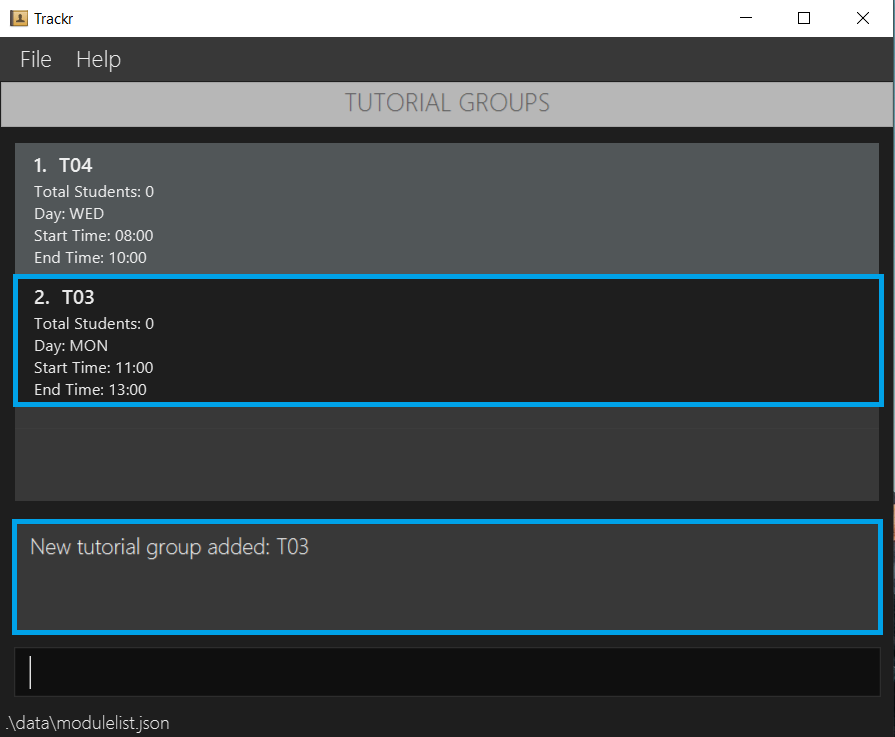 Trackr
File Help
TUTORIAL GROUPS
1. T04
Total Students: 0
Day: WED
Start Time: 08:00
End Time: 10:00
2. T03
Total Students: 0
Day: MON
Start Time: 11:00
End Time: 13:00
New tutorial group added: T03
.\data\modulelist.json